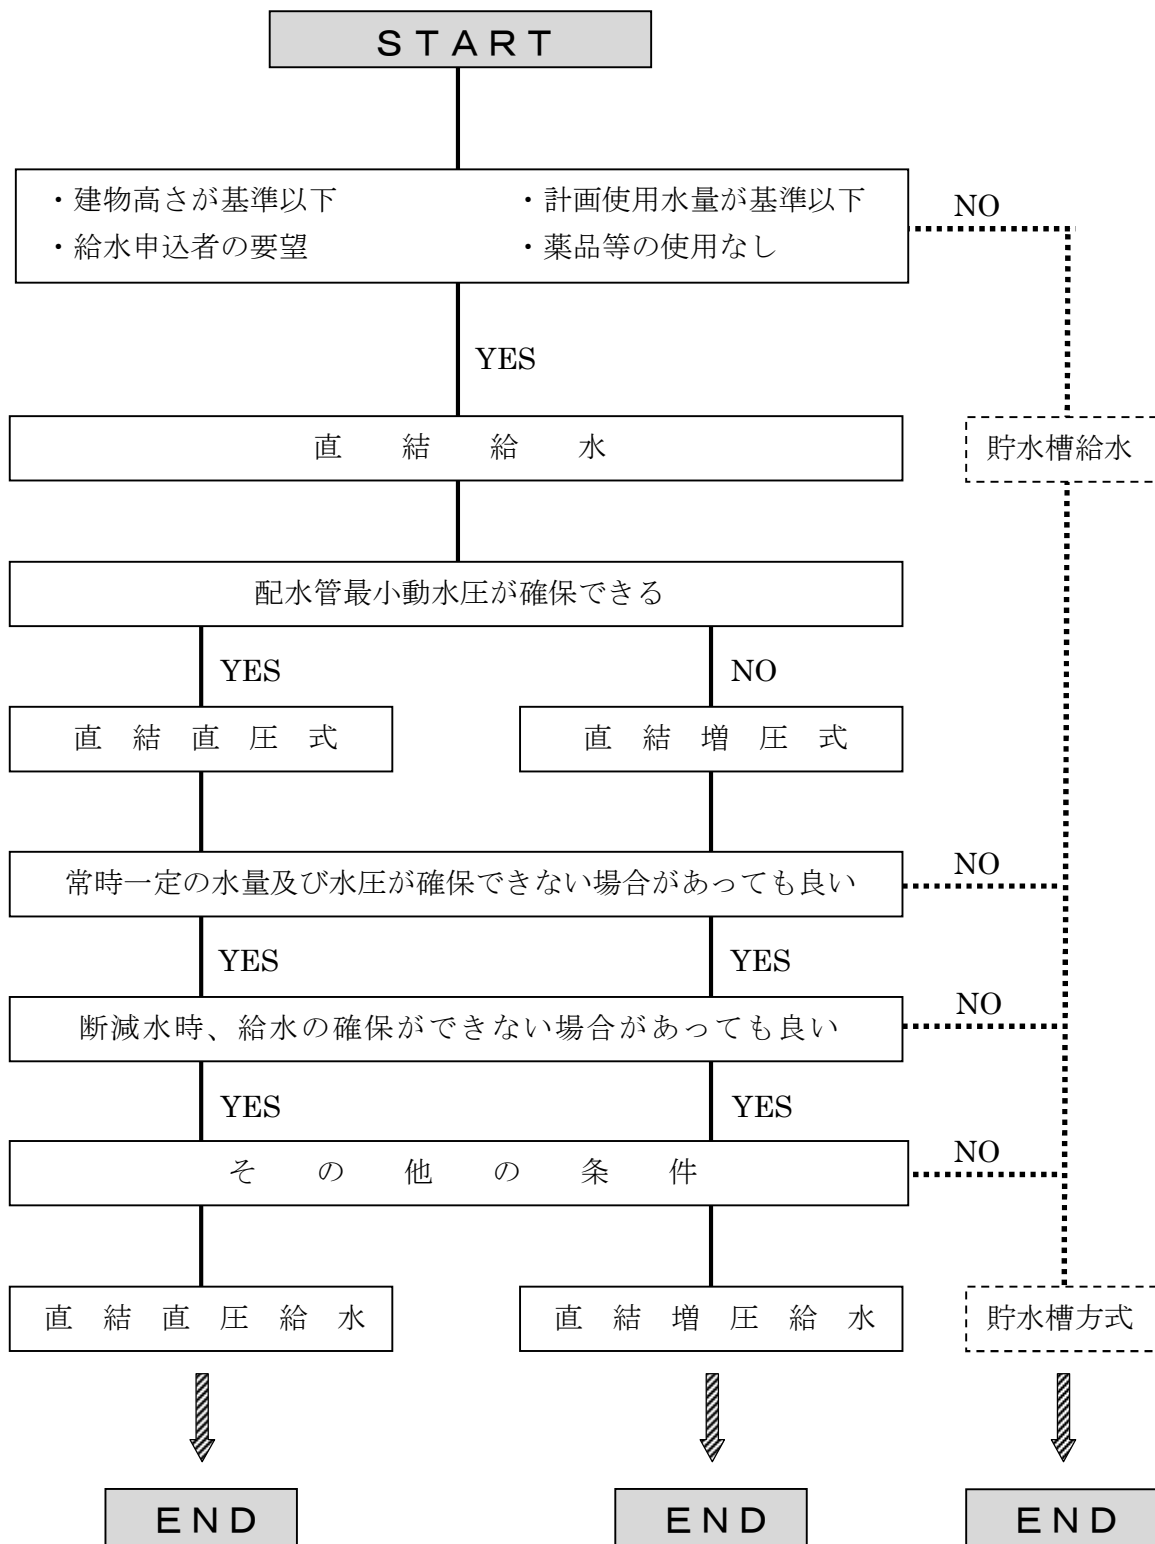 START
・建物高さが基準以下 ・計画使用水量が基準以下
・給水申込者の要望 ・薬品等の使用なし
NO
YES
直結給水
貯水槽給水
配水管最小動水圧が確保できる
YES
NO
直結直圧式
直結増圧式
常時一定の水量及び水圧が確保できない場合があっても良い
NO
YES
YES
断減水時、給水の確保ができない場合があっても良い
NO
YES
YES
その他の条件
NO
直結直圧給水
直結増圧給水
貯水槽方式
END
END
END